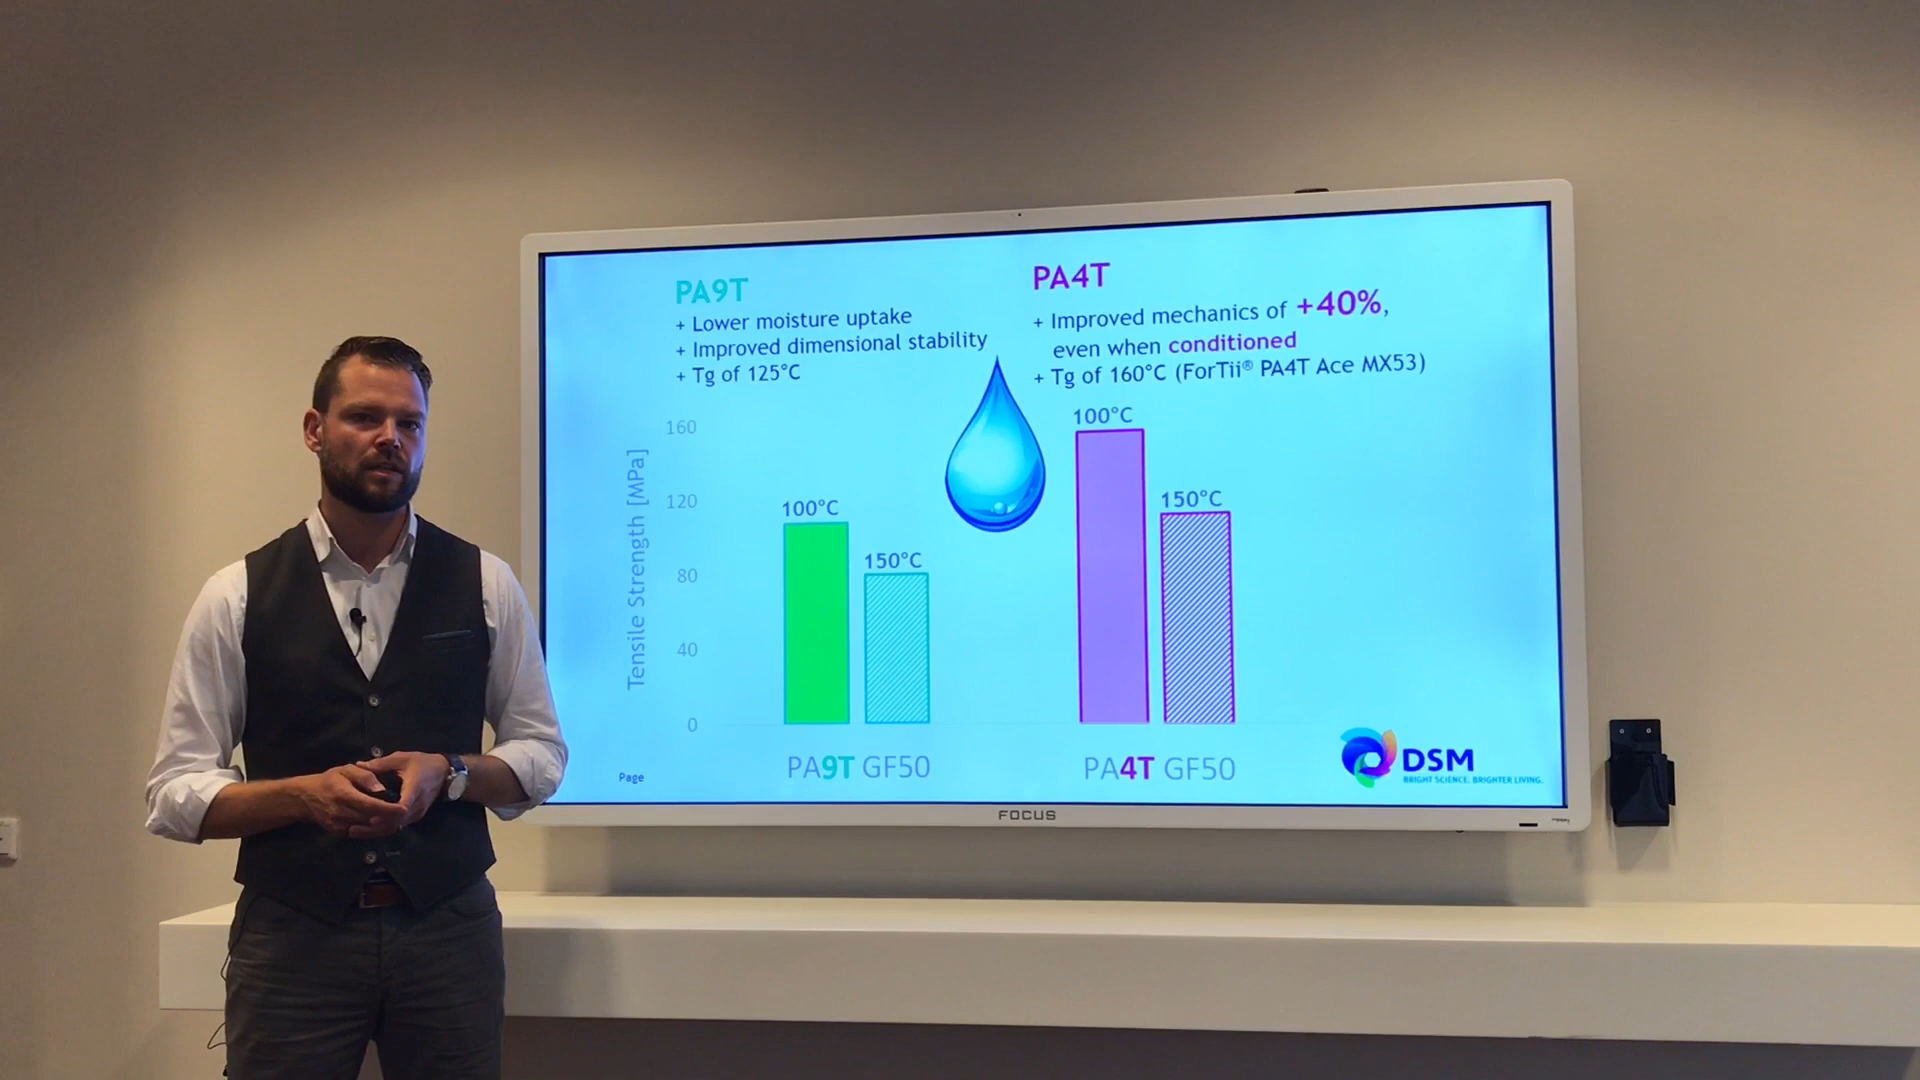 PA9T
+ Lower moisture uptake
+ Improved dimensional stability
+ Tg of 125°C
PA4T
+ Improved mechanics of +40%,
even when conditioned
+ Tg of 160°C (ForTii® PA4T Ace MX53)
Tensile Strength [MPa]
160
120
80
40
0
100°C
150°C
100°C
150°C
PA9T GF50
PA4T GF50
Page
DSM
BRIGHT SCIENCE. BRIGHTER LIVING.
FOCUS